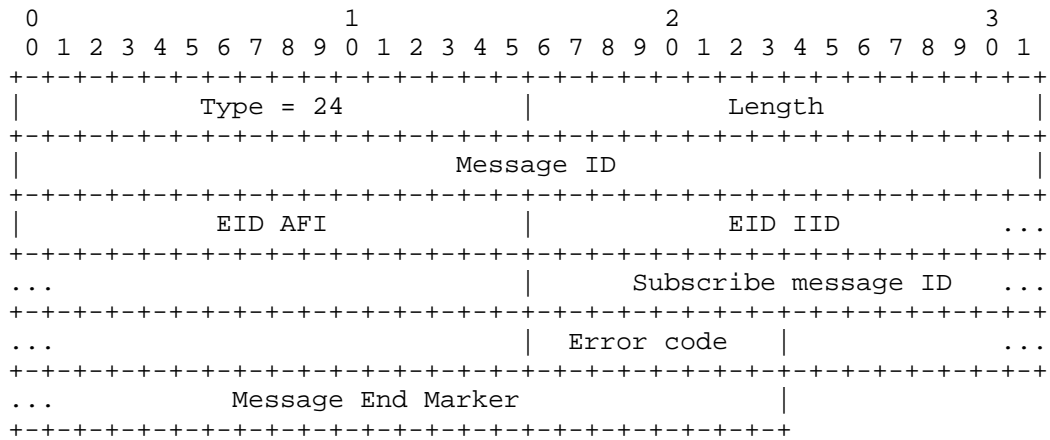 0                   1                   2                   3
 0 1 2 3 4 5 6 7 8 9 0 1 2 3 4 5 6 7 8 9 0 1 2 3 4 5 6 7 8 9 0 1
+-+-+-+-+-+-+-+-+-+-+-+-+-+-+-+-+-+-+-+-+-+-+-+-+-+-+-+-+-+-+-+-+
|           Type = 24           |            Length             |
+-+-+-+-+-+-+-+-+-+-+-+-+-+-+-+-+-+-+-+-+-+-+-+-+-+-+-+-+-+-+-+-+
|                           Message ID                          |
+-+-+-+-+-+-+-+-+-+-+-+-+-+-+-+-+-+-+-+-+-+-+-+-+-+-+-+-+-+-+-+-+
|            EID AFI            |            EID IID          ...
+-+-+-+-+-+-+-+-+-+-+-+-+-+-+-+-+-+-+-+-+-+-+-+-+-+-+-+-+-+-+-+-+
...                             |      Subscribe message ID   ...
+-+-+-+-+-+-+-+-+-+-+-+-+-+-+-+-+-+-+-+-+-+-+-+-+-+-+-+-+-+-+-+-+
...                             |  Error code   |             ...
+-+-+-+-+-+-+-+-+-+-+-+-+-+-+-+-+-+-+-+-+-+-+-+-+-+-+-+-+-+-+-+-+
...           Message End Marker                |
+-+-+-+-+-+-+-+-+-+-+-+-+-+-+-+-+-+-+-+-+-+-+-+-+